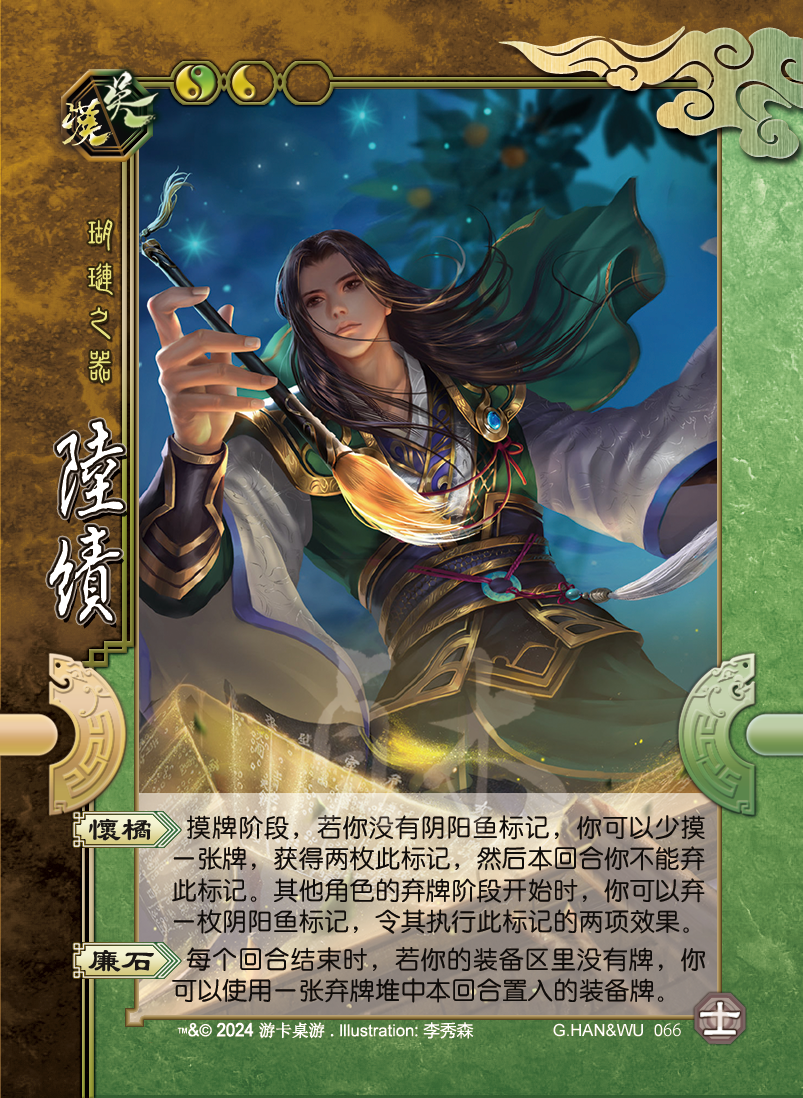 吳
漢
瑚璉之器
陸績
懷橘
摸牌阶段，若你没有阴阳鱼标记，你可以少摸
一张牌，获得两枚此标记，然后本回合你不能弃
此标记。其他角色的弃牌阶段开始时，你可以弃
一枚阴阳鱼标记，令其执行此标记的两项效果。
廉石
每个回合结束时，若你的装备区里没有牌，你
可以使用一张弃牌堆中本回合置入的装备牌。
™&© 2024 游卡桌游 . Illustration: 李秀森
G.HAN&WU 066
士